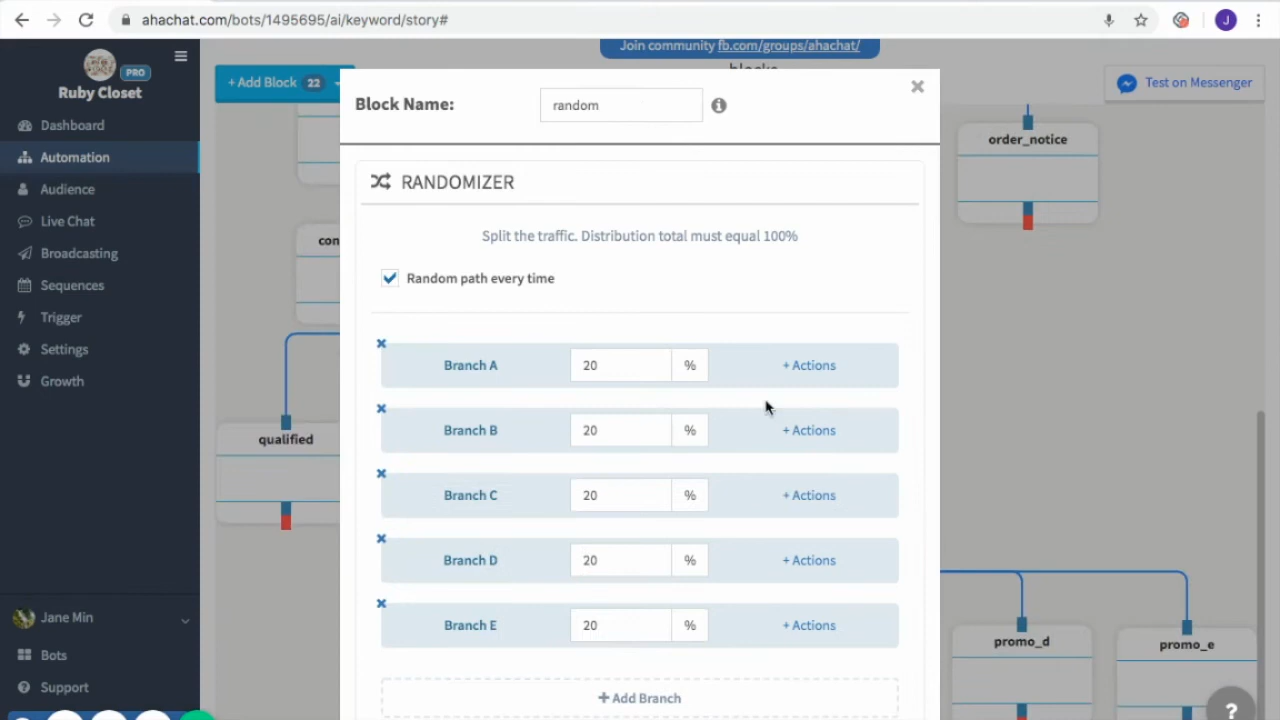 ahachat.com/bots/1495695/ai/keyword/story#
J
Join community fb.com/groups/ahachat/
blocks
PRO
Ruby Closet
+ Add Block 22
Test on Messenger
Dashboard
Automation
Audience
Live Chat
Broadcasting
Sequences
Trigger
Settings
Growth
Jane Min
Bots
Support
Block Name:
random
RANDOMIZER
Split the traffic. Distribution total must equal 100%
Random path every time
Branch A 20 % + Actions
Branch B 20 % + Actions
Branch C 20 % + Actions
Branch D 20 % + Actions
Branch E 20 % + Actions
+ Add Branch
order_notice
con
qualified
promo_d
promo_e
?